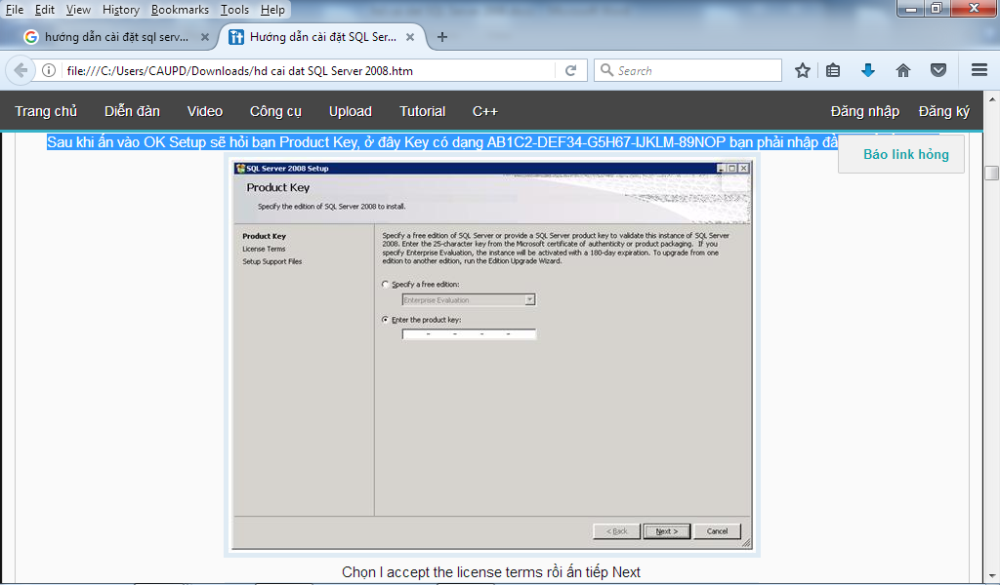 File Edit View History Bookmarks Tools Help
hướng dẫn cài đặt sql serv...
Hướng dẫn cài đặt SQL Ser...
file:///C:/Users/CAUPD/Downloads/hd cai dat SQL Server 2008.htm
Search
Trang chủ Diễn đàn Video Công cụ Upload Tutorial C++ Đăng nhập Đăng ký
Sau khi ấn vào OK Setup sẽ hỏi bạn Product Key, ở đây Key có dạng AB1C2-DEF34-G5H67-IJKLM-89NOP bạn phải nhập đầ
Báo link hỏng
SQL Server 2008 Setup
Product Key
Specify the edition of SQL Server 2008 to install.
Product Key
License Terms
Setup Support Files
Specify a free edition of SQL Server or provide a SQL Server product key to validate this instance of SQL Server
2008. Enter the 25-character key from the Microsoft certificate of authenticity or product packaging. If you
specify Enterprise Evaluation, the instance will be activated with a 180-day expiration. To upgrade from one
edition to another edition, run the Edition Upgrade Wizard.
Specify a free edition:
Enterprise Evaluation
Enter the product key:
- - - -
< Back Next > Cancel
Chọn I accept the license terms rồi ấn tiếp Next